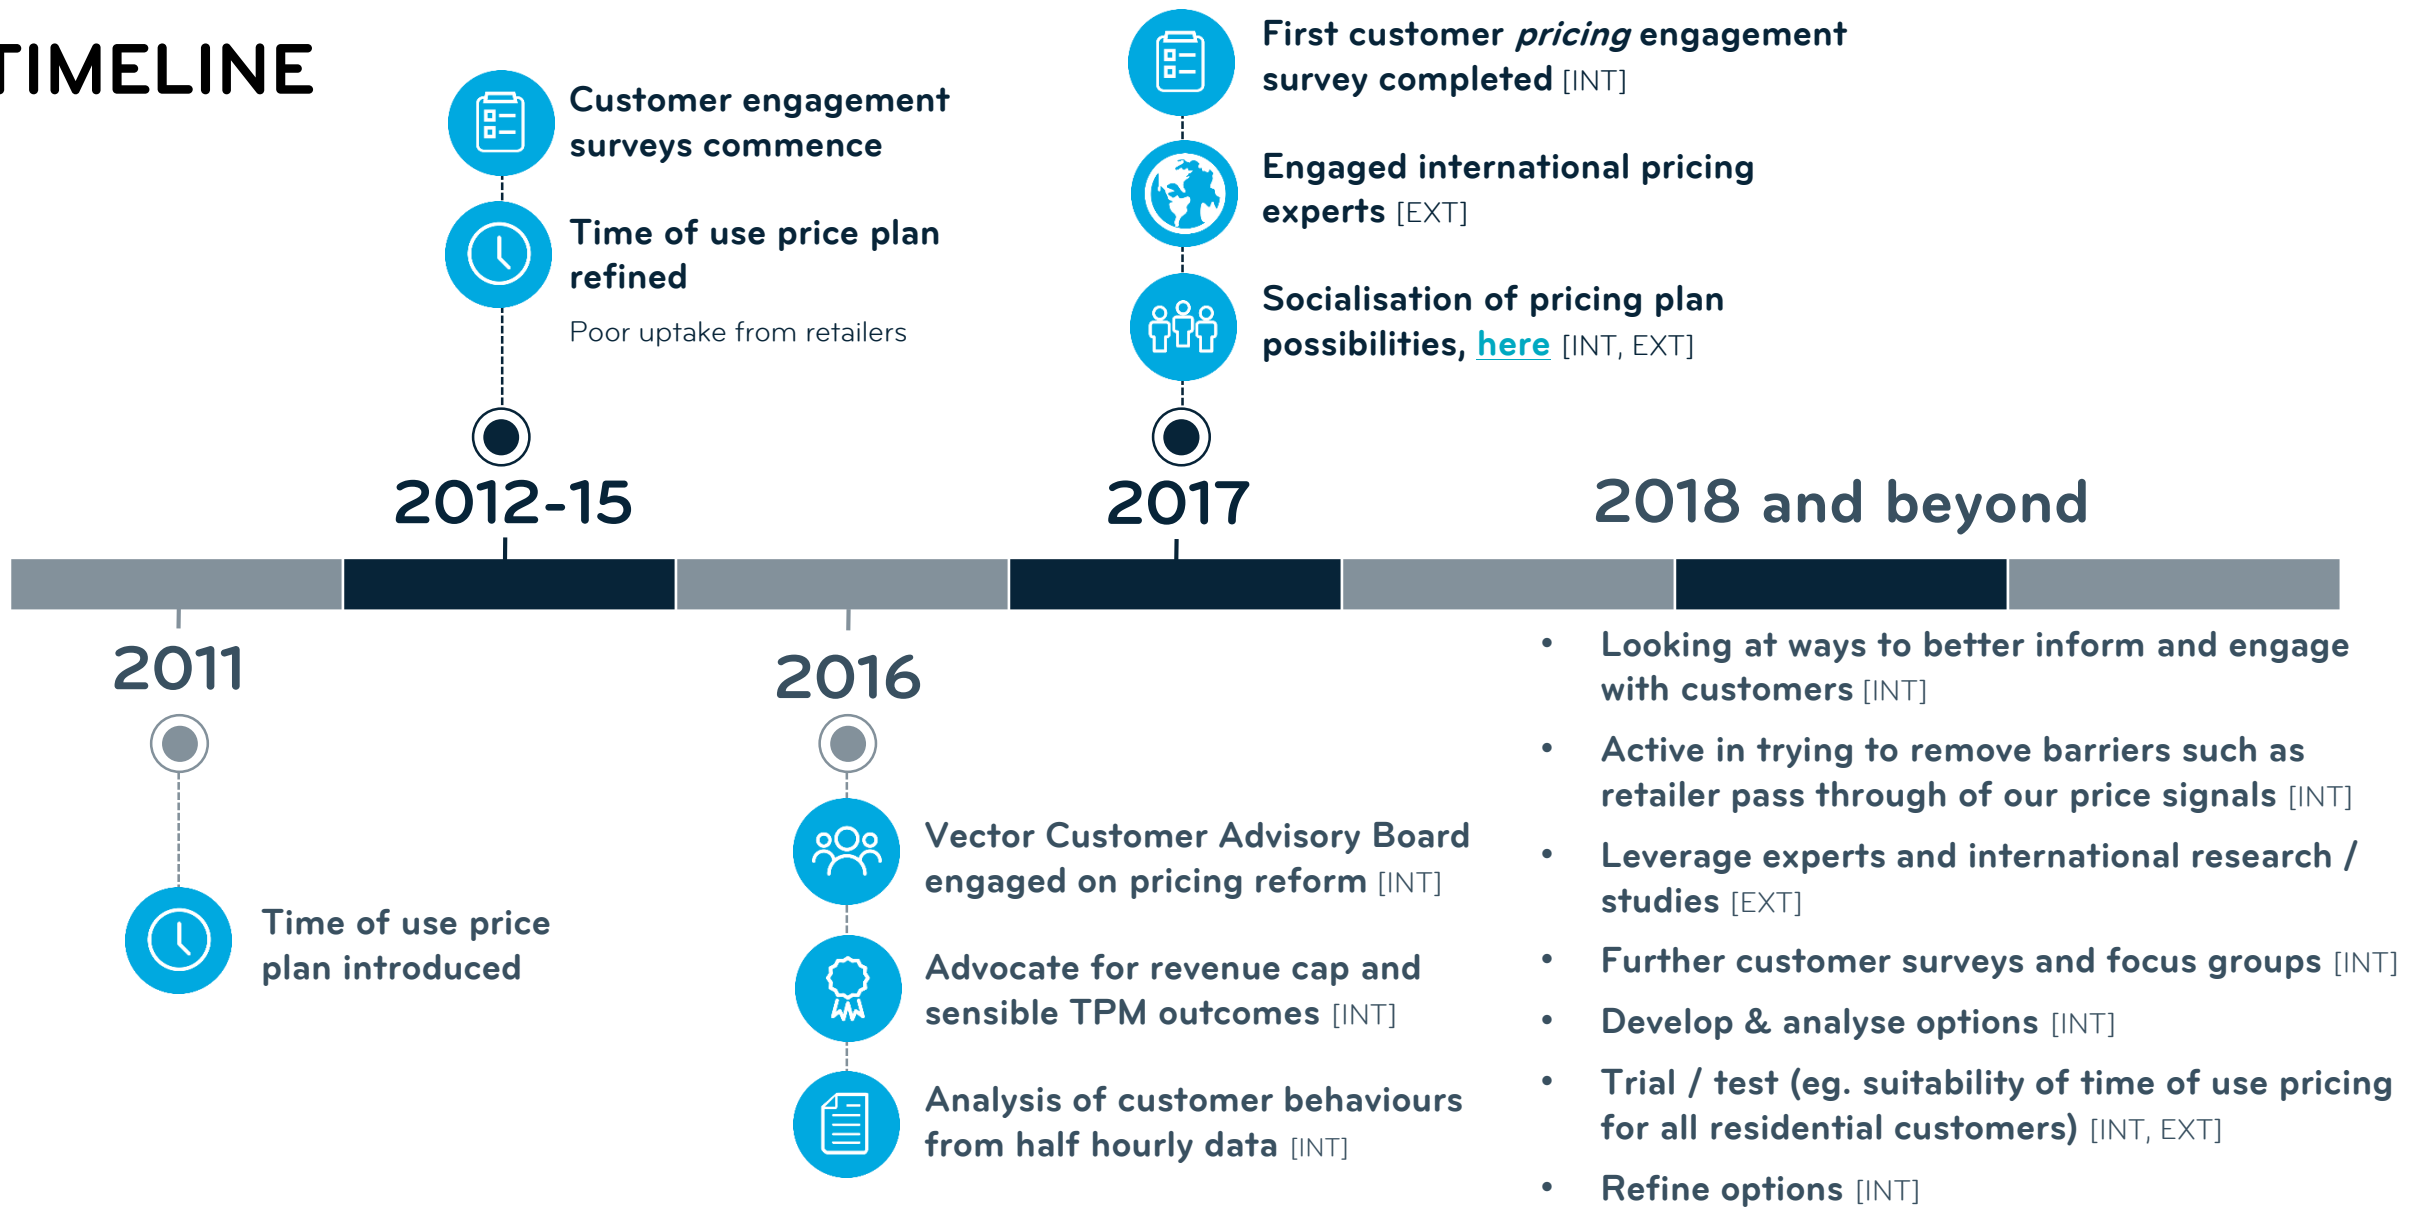 TIMELINE
Customer engagement
surveys commence
Time of use price plan
refined
Poor uptake from retailers
First customer pricing engagement
survey completed [INT]
Engaged international pricing
experts [EXT]
Socialisation of pricing plan
possibilities, here [INT, EXT]
2012-15
2017
2018 and beyond
2011
Time of use price
plan introduced
2016
Vector Customer Advisory Board
engaged on pricing reform [INT]
Advocate for revenue cap and
sensible TPM outcomes [INT]
Analysis of customer behaviours
from half hourly data [INT]
• Looking at ways to better inform and engage
with customers [INT]
• Active in trying to remove barriers such as
retailer pass through of our price signals [INT]
• Leverage experts and international research /
studies [EXT]
• Further customer surveys and focus groups [INT]
• Develop & analyse options [INT]
• Trial / test (eg. suitability of time of use pricing
for all residential customers) [INT, EXT]
• Refine options [INT]